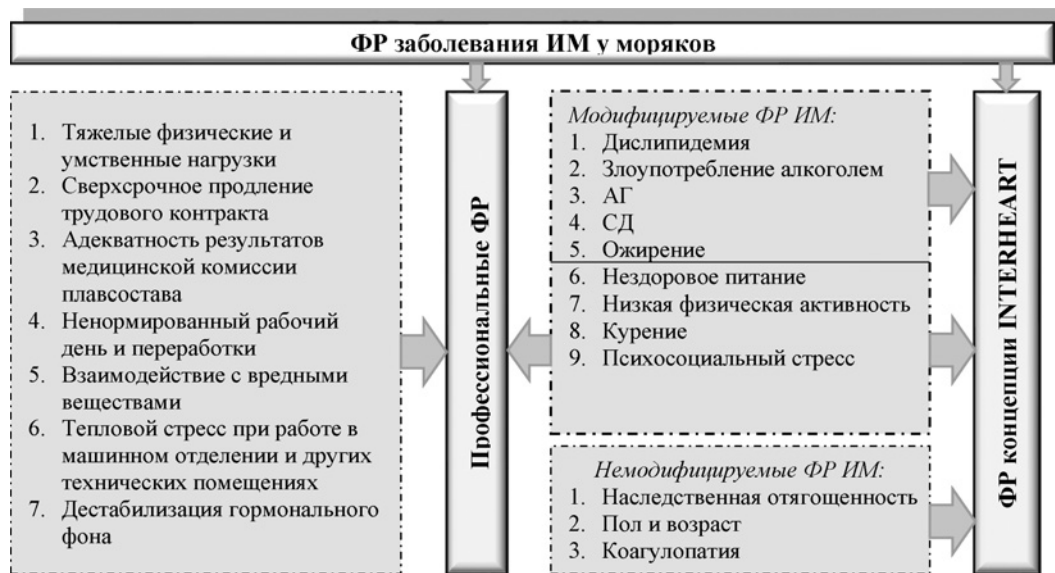 ФР заболевания ИМ у моряков
1. Тяжелые физические и
умственные нагрузки
2. Сверхсрочное продление
трудового контракта
3. Адекватность результатов
медицинской комиссии
плавсостава
4. Ненормированный рабочий
день и переработки
5. Взаимодействие с вредными
веществами
6. Тепловой стресс при работе в
машинном отделении и других
технических помещениях
7. Дестабилизация гормонального
фона
Профессиональные ФР
Модифицируемые ФР ИМ:
1. Дислипидемия
2. Злоупотребление алкоголем
3. АГ
4. СД
5. Ожирение
6. Нездоровое питание
7. Низкая физическая активность
8. Курение
9. Психосоциальный стресс
Немодифицируемые ФР ИМ:
1. Наследственная отягощенность
2. Пол и возраст
3. Коагулопатия
ФР концепции INTERHEART